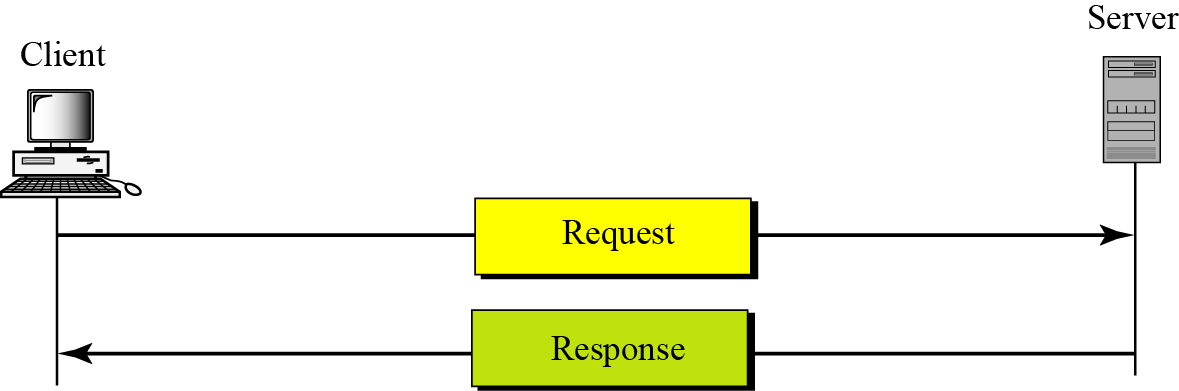 Server
Client
Request
Response